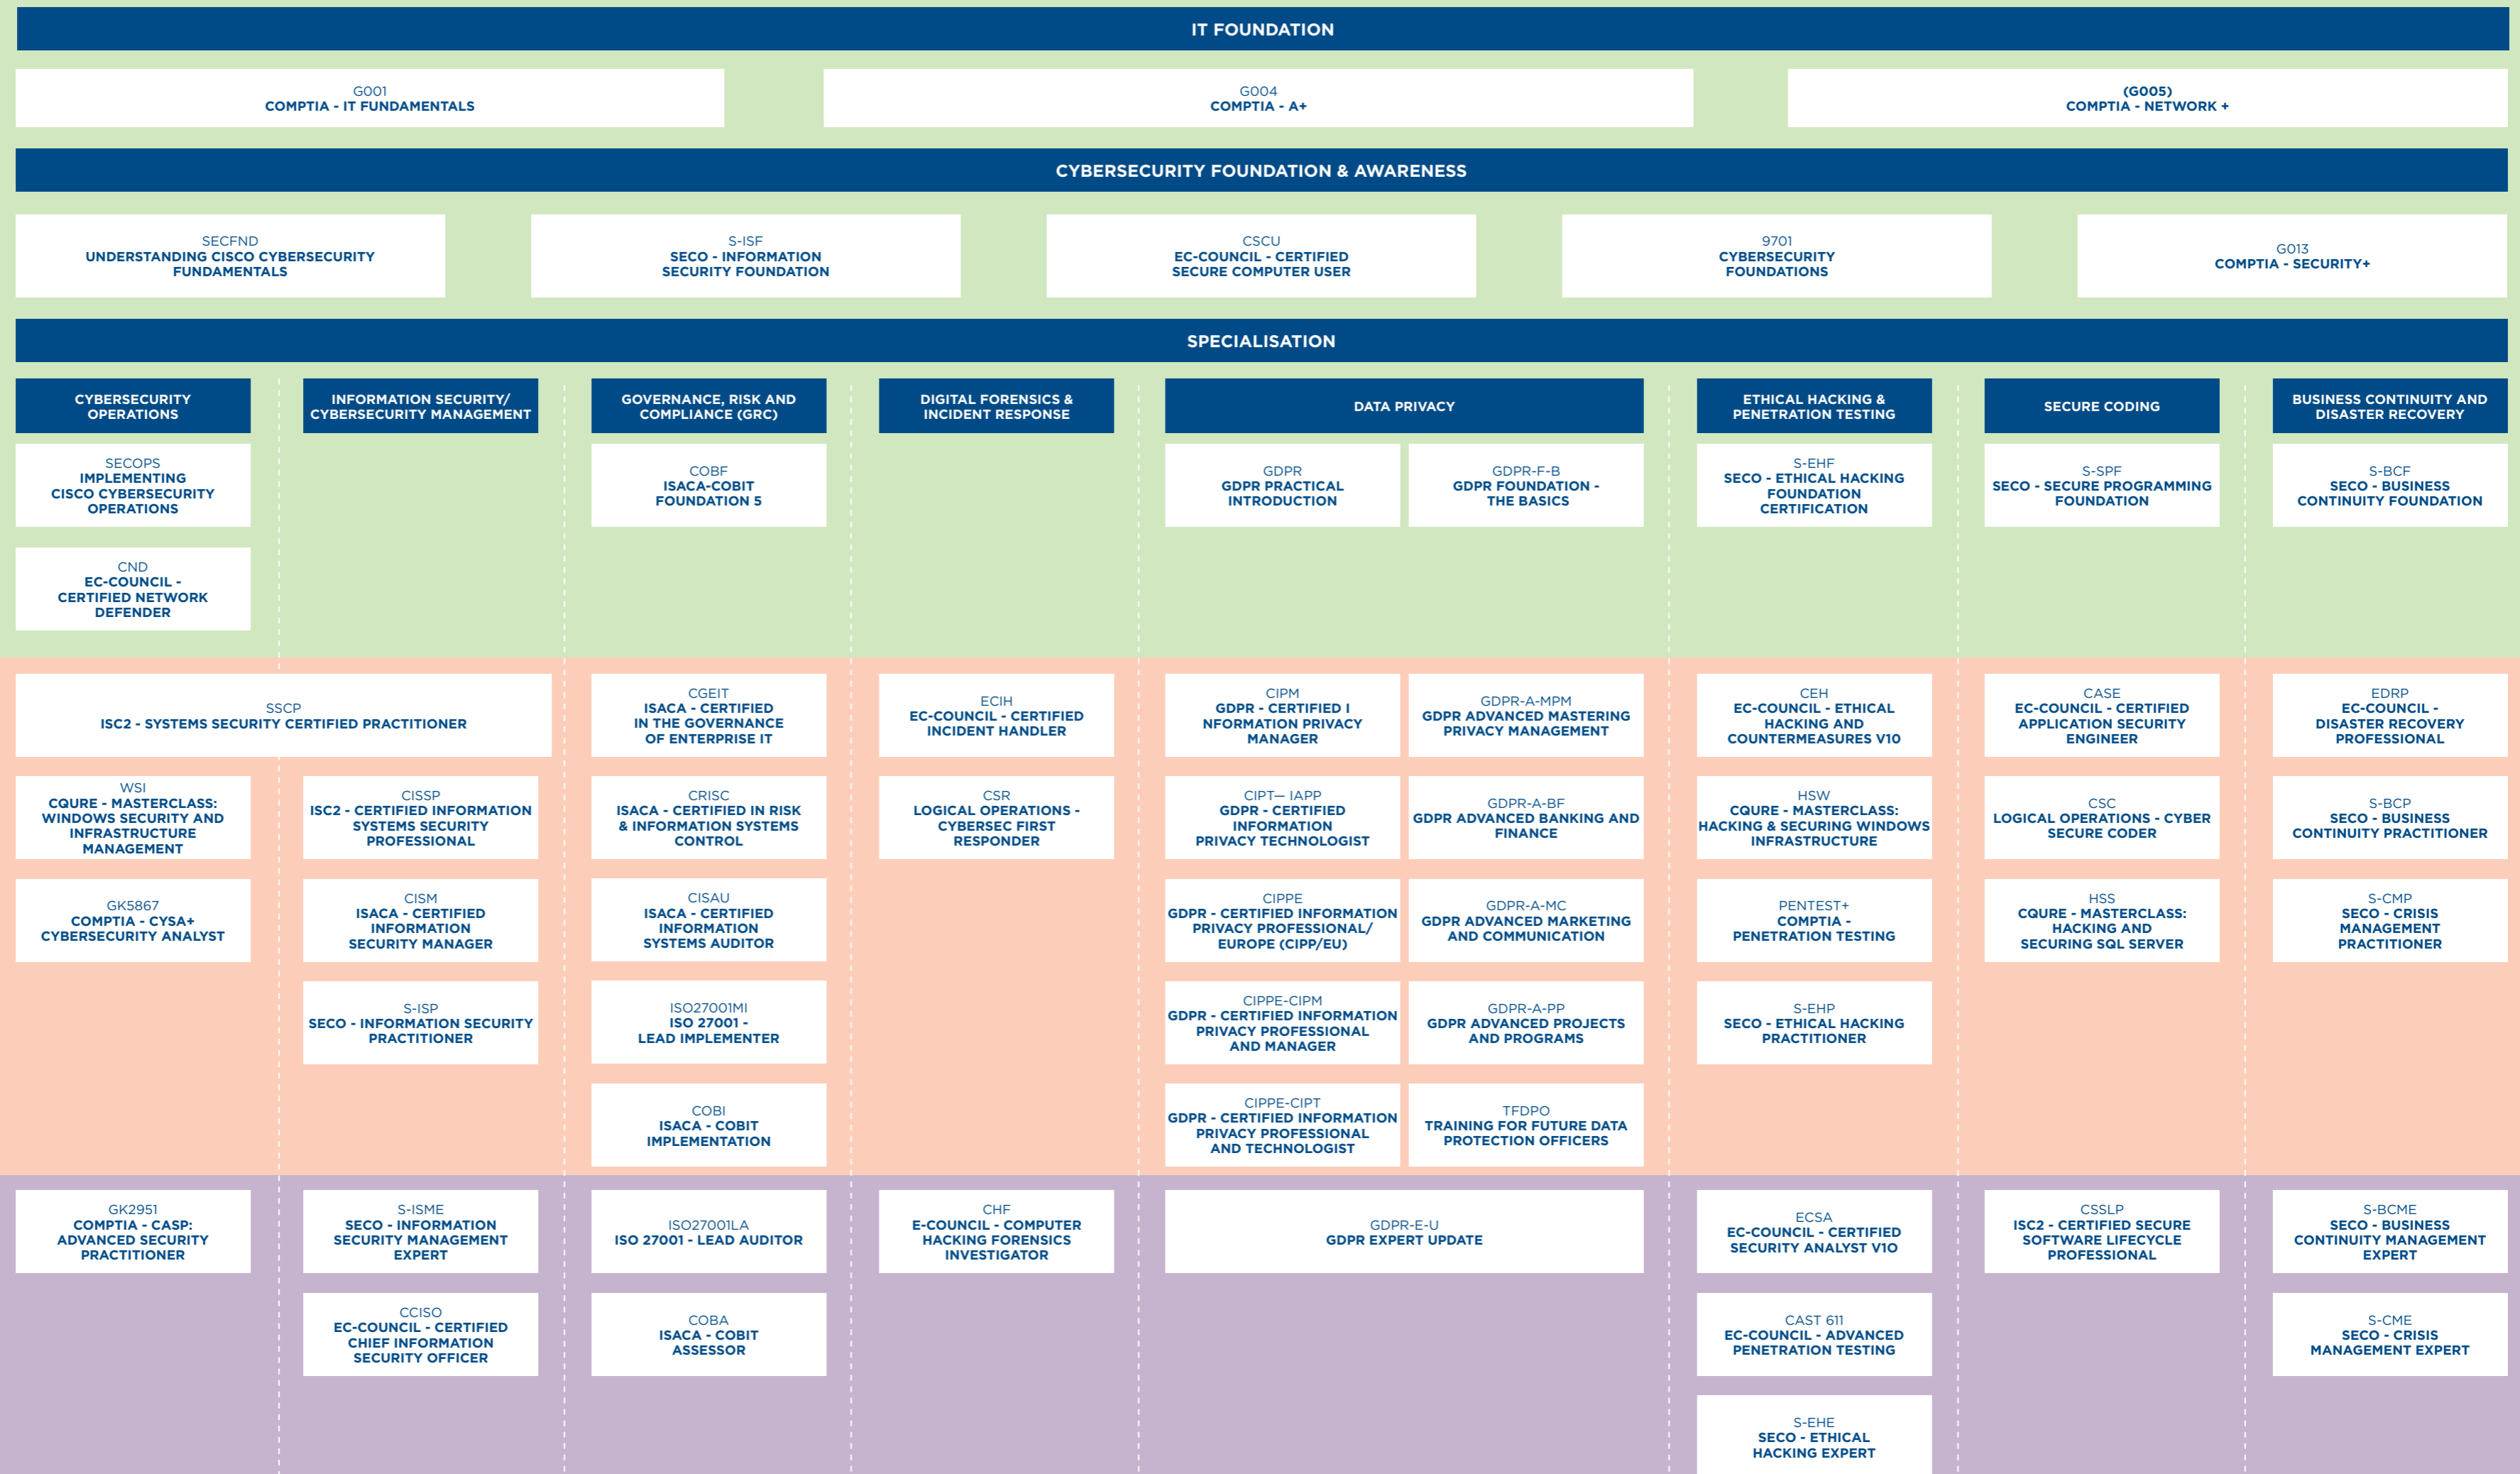 IT FOUNDATION
G001
COMPTIA - IT FUNDAMENTALS
G004
COMPTIA - A+
(G005)
COMPTIA - NETWORK +
CYBERSECURITY FOUNDATION & AWARENESS
SECFND
UNDERSTANDING CISCO CYBERSECURITY
FUNDAMENTALS
S-ISF
SECO - INFORMATION
SECURITY FOUNDATION
CSCU
EC-COUNCIL - CERTIFIED
SECURE COMPUTER USER
9701
CYBERSECURITY
FOUNDATIONS
G013
COMPTIA - SECURITY+
SPECIALISATION
CYBERSECURITY
OPERATIONS
INFORMATION SECURITY/
CYBERSECURITY MANAGEMENT
GOVERNANCE, RISK AND
COMPLIANCE (GRC)
DIGITAL FORENSICS &
INCIDENT RESPONSE
DATA PRIVACY
ETHICAL HACKING &
PENETRATION TESTING
SECURE CODING
BUSINESS CONTINUITY AND
DISASTER RECOVERY
SECOPS
IMPLEMENTING
CISCO CYBERSECURITY
OPERATIONS
COBF
ISACA-COBIT
FOUNDATION 5
GDPR
GDPR PRACTICAL
INTRODUCTION
GDPR-F-B
GDPR FOUNDATION -
THE BASICS
S-EHF
SECO - ETHICAL HACKING
FOUNDATION
CERTIFICATION
S-SPF
SECO - SECURE PROGRAMMING
FOUNDATION
S-BCF
SECO - BUSINESS
CONTINUITY FOUNDATION
CND
EC-COUNCIL -
CERTIFIED NETWORK
DEFENDER
SSCP
ISC2 - SYSTEMS SECURITY CERTIFIED PRACTITIONER
CGEIT
ISACA - CERTIFIED
IN THE GOVERNANCE
OF ENTERPRISE IT
ECIH
EC-COUNCIL - CERTIFIED
INCIDENT HANDLER
CIPM
GDPR - CERTIFIED I
NFORMATION PRIVACY
MANAGER
GDPR-A-MPM
GDPR ADVANCED MASTERING
PRIVACY MANAGEMENT
CEH
EC-COUNCIL - ETHICAL
HACKING AND
COUNTERMEASURES V10
CASE
EC-COUNCIL - CERTIFIED
APPLICATION SECURITY
ENGINEER
EDRP
EC-COUNCIL -
DISASTER RECOVERY
PROFESSIONAL
WSI
CQURE - MASTERCLASS:
WINDOWS SECURITY AND
INFRASTRUCTURE
MANAGEMENT
CISSP
ISC2 - CERTIFIED INFORMATION
SYSTEMS SECURITY
PROFESSIONAL
CRISC
ISACA - CERTIFIED IN RISK
& INFORMATION SYSTEMS
CONTROL
CSR
LOGICAL OPERATIONS -
CYBERSEC FIRST
RESPONDER
CIPT— IAPP
GDPR - CERTIFIED
INFORMATION
PRIVACY TECHNOLOGIST
GDPR-A-BF
GDPR ADVANCED BANKING AND
FINANCE
HSW
CQURE - MASTERCLASS:
HACKING & SECURING WINDOWS
INFRASTRUCTURE
CSC
LOGICAL OPERATIONS - CYBER
SECURE CODER
S-BCP
SECO - BUSINESS
CONTINUITY PRACTITIONER
GK5867
COMPTIA - CYSA+
CYBERSECURITY ANALYST
CISM
ISACA - CERTIFIED
INFORMATION
SECURITY MANAGER
CISAU
ISACA - CERTIFIED
INFORMATION
SYSTEMS AUDITOR
CIPPE
GDPR - CERTIFIED INFORMATION
PRIVACY PROFESSIONAL/
EUROPE (CIPP/EU)
GDPR-A-MC
GDPR ADVANCED MARKETING
AND COMMUNICATION
PENTEST+
COMPTIA -
PENETRATION TESTING
HSS
CQURE - MASTERCLASS:
HACKING AND
SECURING SQL SERVER
S-CMP
SECO - CRISIS
MANAGEMENT
PRACTITIONER
S-ISP
SECO - INFORMATION SECURITY
PRACTITIONER
ISO27001MI
ISO 27001 -
LEAD IMPLEMENTER
CIPPE-CIPM
GDPR - CERTIFIED INFORMATION
PRIVACY PROFESSIONAL
AND MANAGER
GDPR-A-PP
GDPR ADVANCED PROJECTS
AND PROGRAMS
S-EHP
SECO - ETHICAL HACKING
PRACTITIONER
COBI
ISACA - COBIT
IMPLEMENTATION
CIPPE-CIPT
GDPR - CERTIFIED INFORMATION
PRIVACY PROFESSIONAL
AND TECHNOLOGIST
TFDPO
TRAINING FOR FUTURE DATA
PROTECTION OFFICERS
GK2951
COMPTIA - CASP:
ADVANCED SECURITY
PRACTITIONER
S-ISME
SECO - INFORMATION
SECURITY MANAGEMENT
EXPERT
ISO27001LA
ISO 27001 - LEAD AUDITOR
CHF
E-COUNCIL - COMPUTER
HACKING FORENSICS
INVESTIGATOR
GDPR-E-U
GDPR EXPERT UPDATE
ECSA
EC-COUNCIL - CERTIFIED
SECURITY ANALYST V1O
CSSLP
ISC2 - CERTIFIED SECURE
SOFTWARE LIFECYCLE
PROFESSIONAL
S-BCME
SECO - BUSINESS
CONTINUITY MANAGEMENT
EXPERT
CCISO
EC-COUNCIL - CERTIFIED
CHIEF INFORMATION
SECURITY OFFICER
COBA
ISACA - COBIT
ASSESSOR
CAST 611
EC-COUNCIL - ADVANCED
PENETRATION TESTING
S-CME
SECO - CRISIS
MANAGEMENT EXPERT
S-EHE
SECO - ETHICAL
HACKING EXPERT